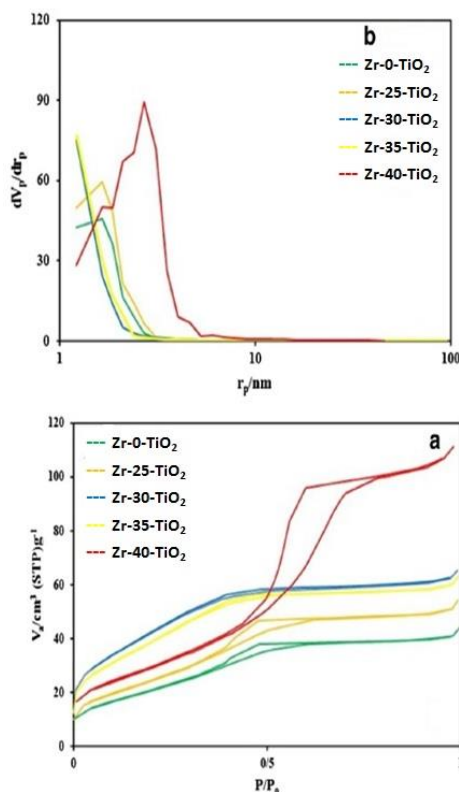 b
120
90
60
30
0
dVp/drp
Zr-0-TiO2
Zr-25-TiO2
Zr-30-TiO2
Zr-35-TiO2
Zr-40-TiO2
1
10
100
rp/nm
a
120
100
80
60
40
20
0
Va/cm3 (STP)g-1
Zr-0-TiO2
Zr-25-TiO2
Zr-30-TiO2
Zr-35-TiO2
Zr-40-TiO2
0
0/5
P/P0